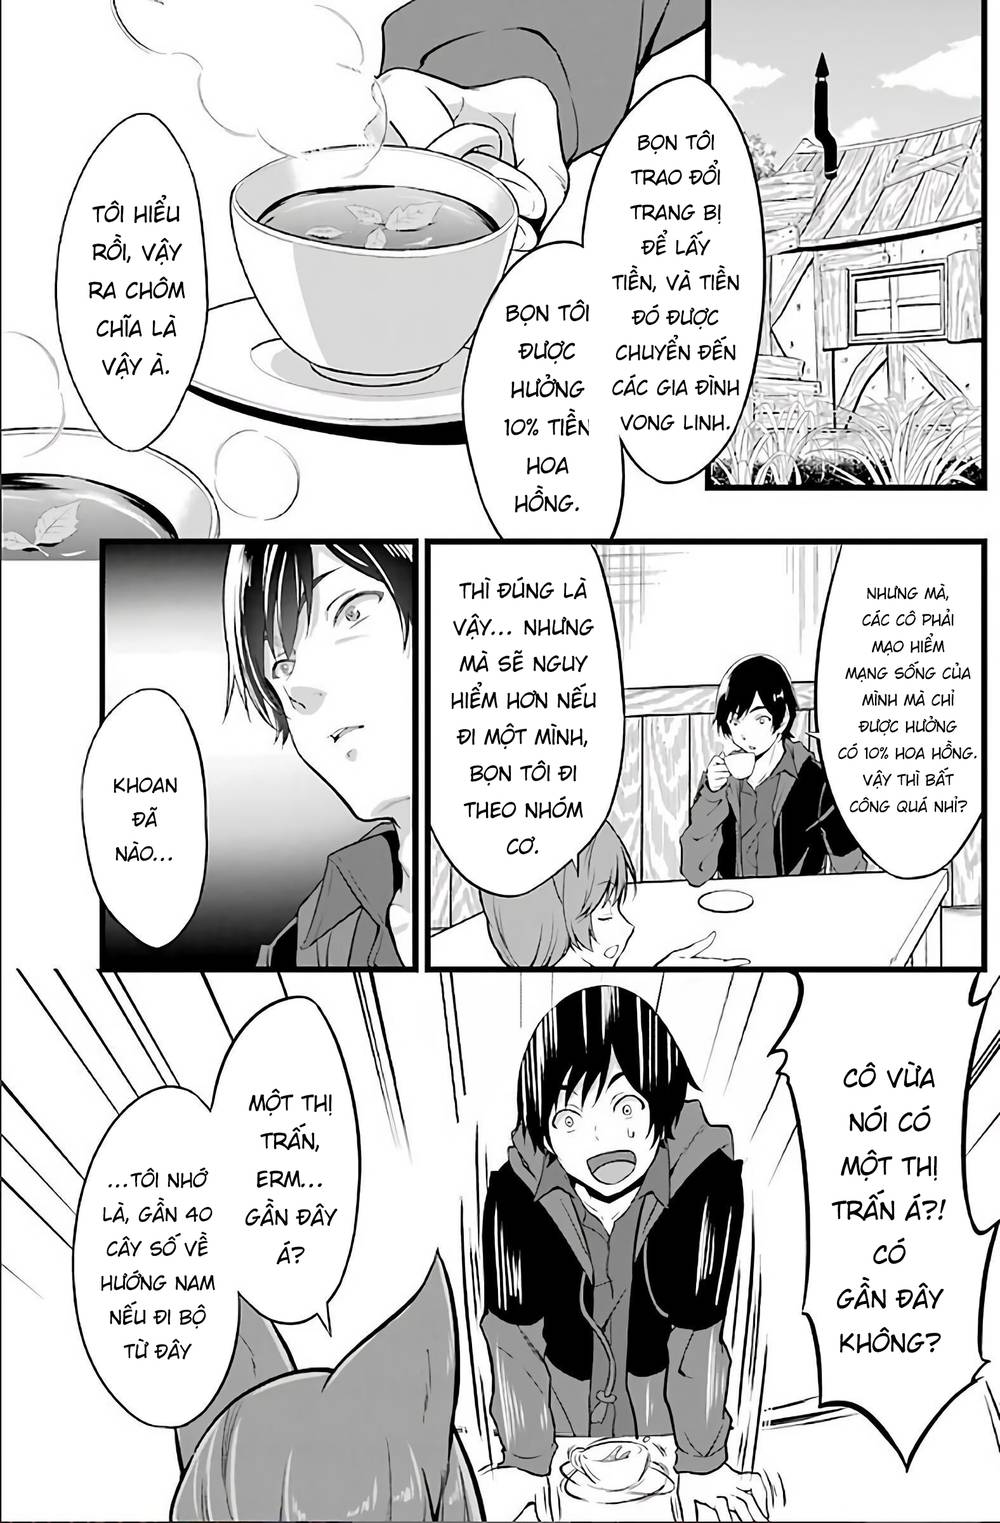 BỌN TÔI
TRAO ĐỔI
TRANG BỊ
ĐỂ LẤY
TIỀN, VÀ TIỀN
ĐÓ ĐƯỢC
CHUYỂN ĐẾN
CÁC GIA ĐÌNH
VONG LINH.
BỌN TÔI
ĐƯỢC
HƯỞNG
10% TIỀN
HOA
HỒNG.
TÔI HIỂU
RỒI, VẬY
RA CHÔM
CHĨA LÀ
VẬY À.
NHƯNG MÀ,
CÁC CÔ PHẢI
MẠO HIỂM
MẠNG SỐNG CỦA
MÌNH MÀ CHỈ
ĐƯỢC HƯỞNG
CÓ 10% HOA HỒNG.
VẬY THÌ BẤT
CÔNG QUÁ NHỈ?
THÌ ĐÚNG LÀ
VẬY... NHƯNG
MÀ SẼ NGUY
HIỂM HƠN NẾU
ĐI MỘT MÌNH,
BỌN TÔI ĐI
THEO NHÓM
CƠ.
KHOAN
ĐÃ
NÀO...
CÔ VỪA
NÓI CÓ
MỘT THỊ
TRẤN Á?!
CÓ
GẦN ĐÂY
KHÔNG?
MỘT THỊ
TRẤN,
ERM...
GẦN ĐÂY
Á?
...TÔI NHỚ
LÀ, GẦN 40
CÂY SỐ VỀ
HƯỚNG NAM
NẾU ĐI BỘ
TỪ ĐÂY